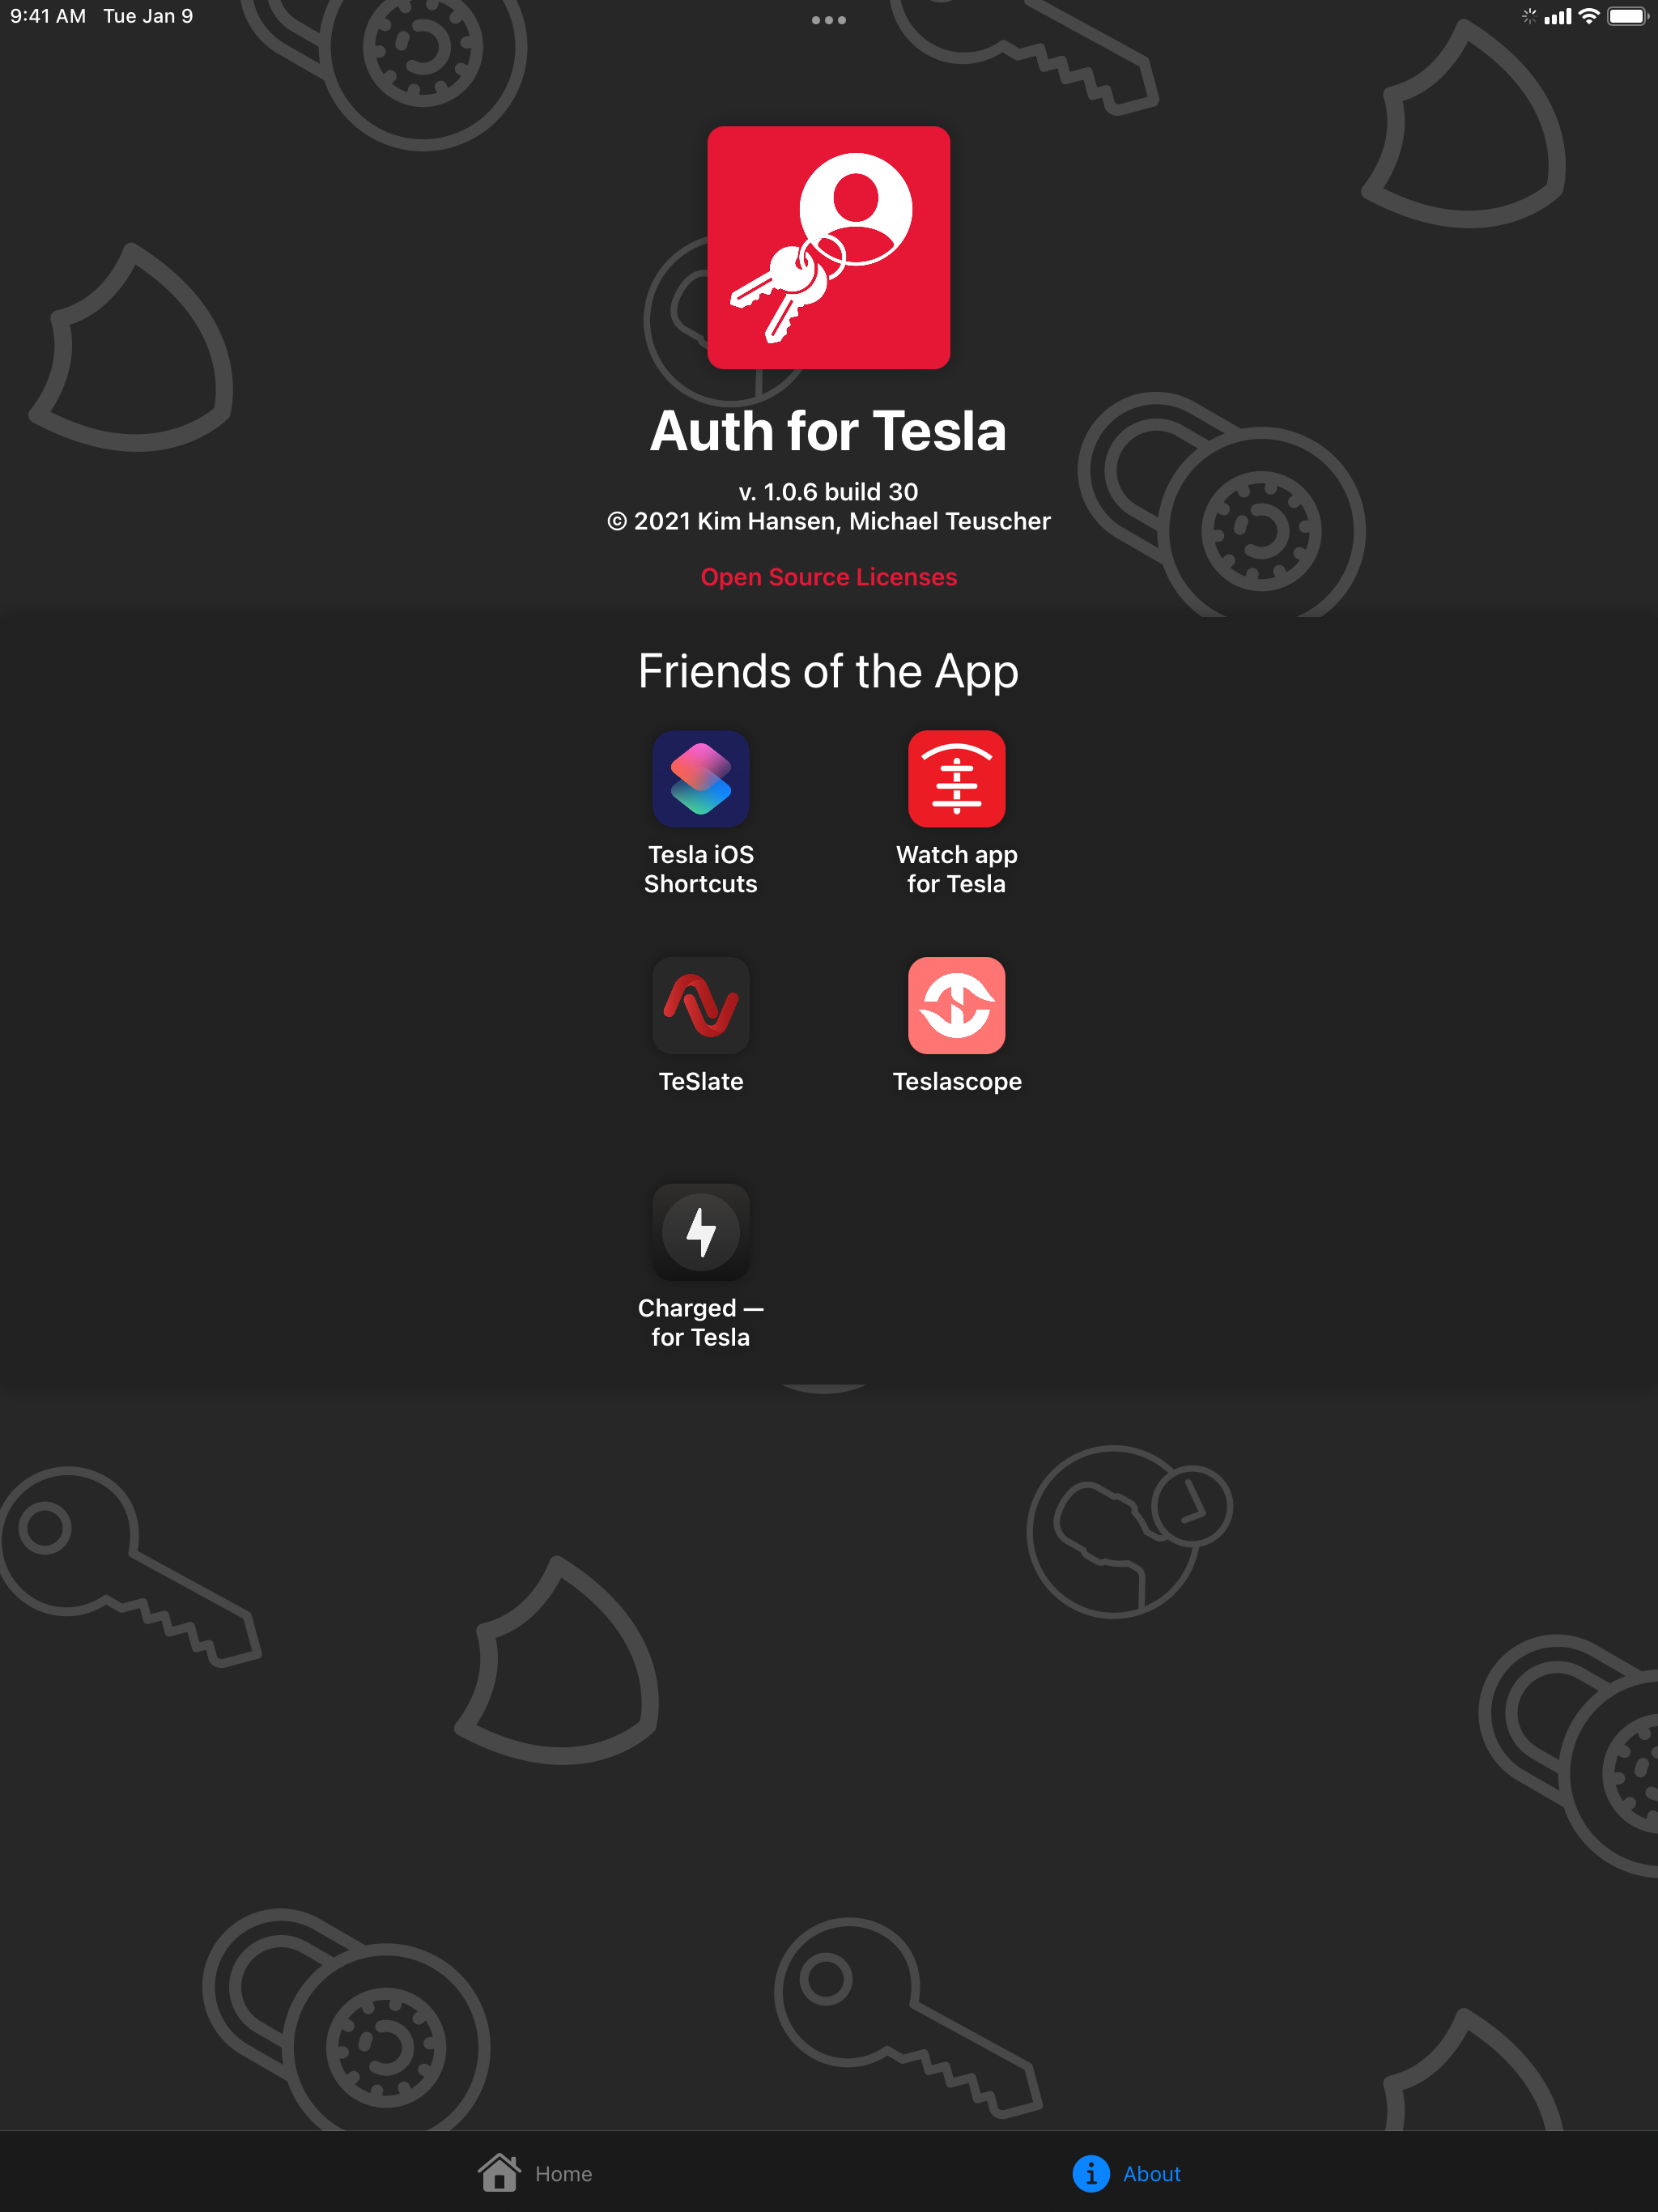 9:41 AM Tue Jan 9
Auth for Tesla
v. 1.0.6 build 30
© 2021 Kim Hansen, Michael Teuscher
Open Source Licenses
Friends of the App
Tesla iOS
Shortcuts
Watch app
for Tesla
TeSlate
Teslascope
Charged —
for Tesla
Home
About